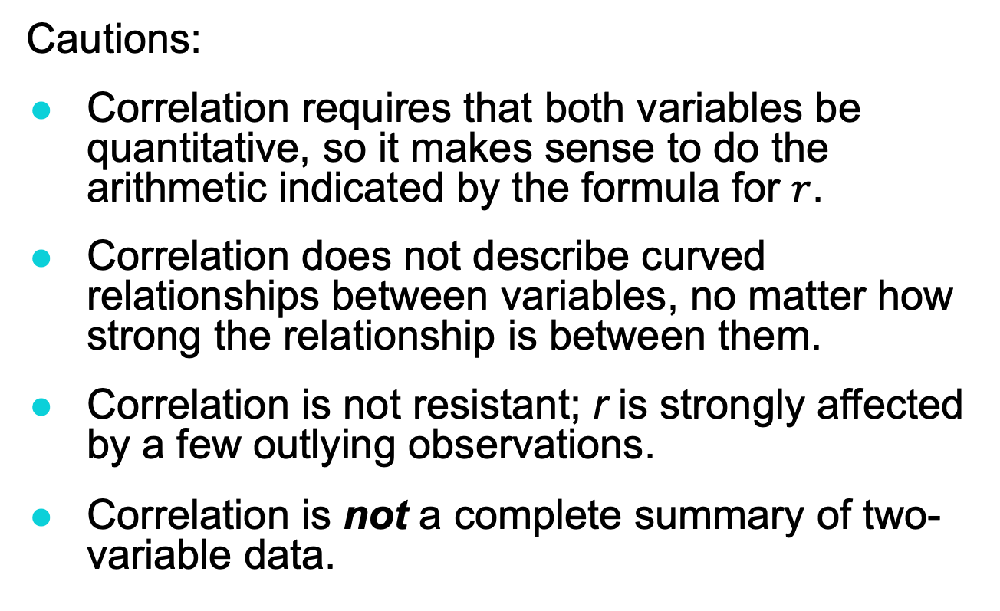 Cautions:
● Correlation requires that both variables be
quantitative, so it makes sense to do the
arithmetic indicated by the formula for r.
● Correlation does not describe curved
relationships between variables, no matter how
strong the relationship is between them.
● Correlation is not resistant; r is strongly affected
by a few outlying observations.
● Correlation is not a complete summary of two-
variable data.